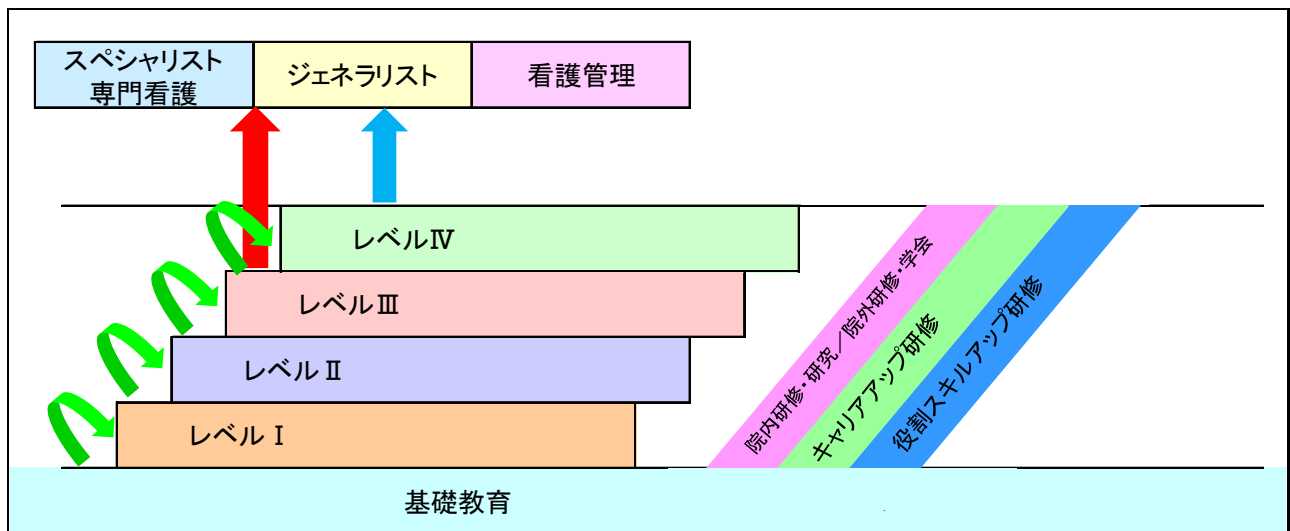 スペシャリスト
専門看護
ジェネラリスト
看護管理
レベルⅣ
レベルⅢ
レベルⅡ
レベルⅠ
院内研修・研究/院外研修・学会
キャリアアップ研修
役割スキルアップ研修
基礎教育